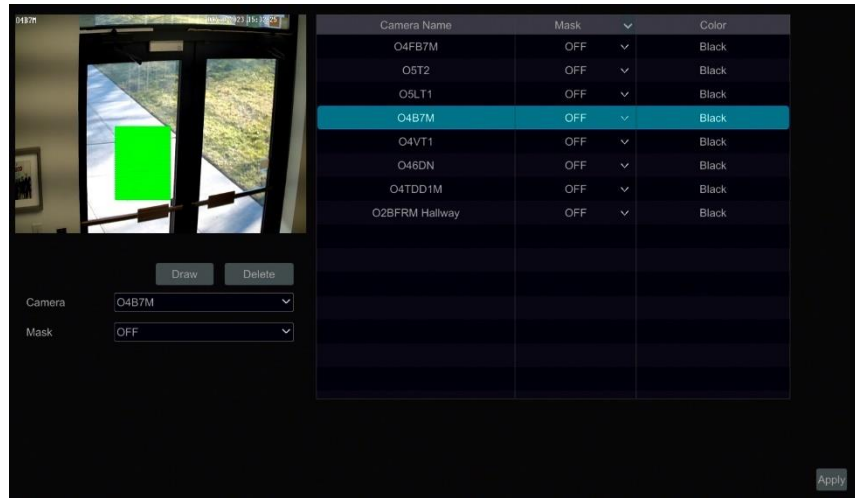 O4B7M
Camera Name Mask Color
O4FB7M OFF Black
O5T2 OFF Black
O5LT1 OFF Black
O4B7M OFF Black
O4VT1 OFF Black
O46DN OFF Black
O4TDD1M OFF Black
O2BFRM Hallway OFF Black
Draw Delete
Camera O4B7M
Mask OFF
Apply